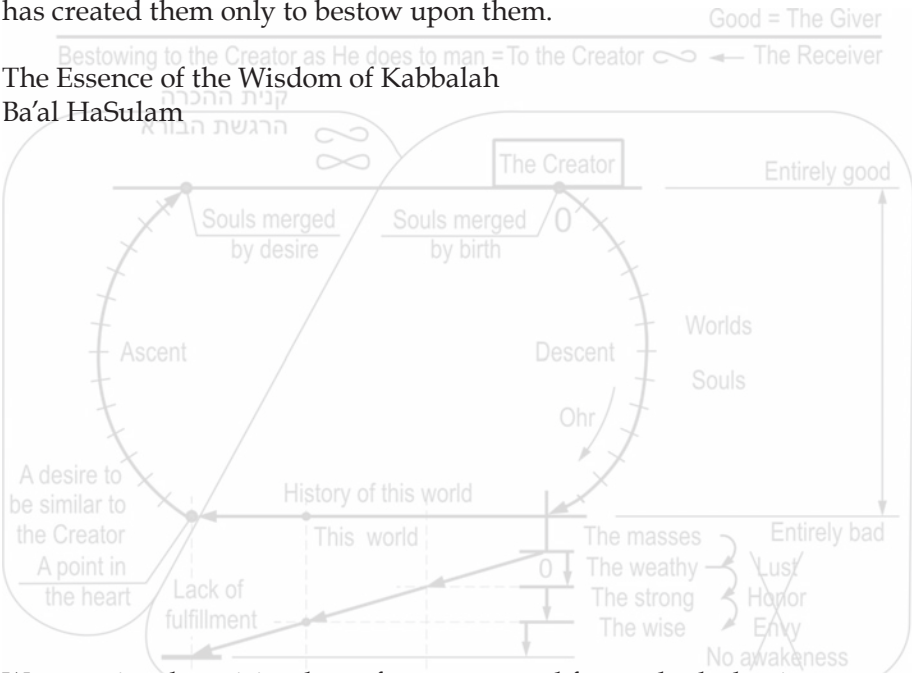 has created them only to bestow upon them.
Good = The Giver
Bestowing to the Creator as He does to man = To the Creator ← The Receiver
The Essence of the Wisdom of Kabbalah
Ba'al HaSulam
קנית ההכרה
הרגשת הבורא
The Creator
Entirely good
Souls merged
by desire
Souls merged
by birth
0
Worlds
Ascent
Descent
Souls
Ohr
A desire to
be similar to
the Creator
A point in
the heart
History of this world
This world
Lack of
fulfillment
0
The masses
The weathy
The strong
The wise
Entirely bad
Lust
Honor
Envy
No awakeness